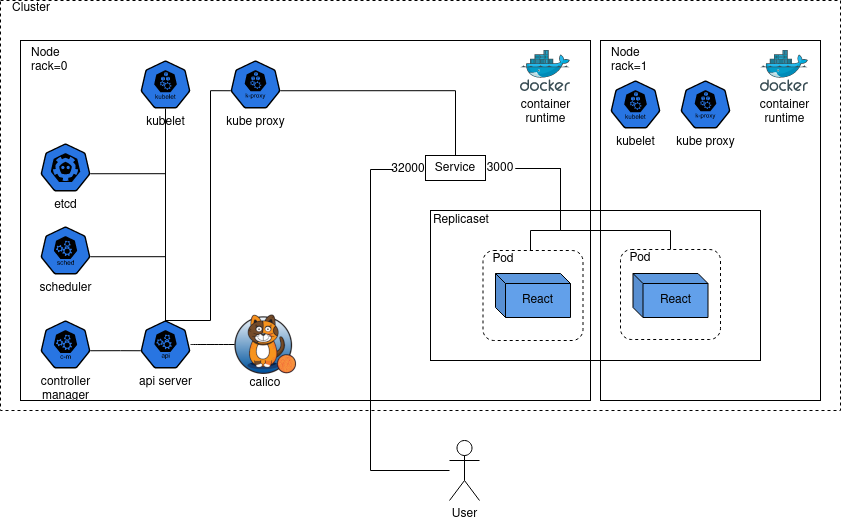 Cluster
Node
rack=0
docker
container
runtime
kubelet
kubelet
k-proxy
kube proxy
etcd
sched
scheduler
c-m
controller
manager
api
api server
calico
32000
Service
3000
Replicaset
Pod
React
Pod
React
Node
rack=1
docker
container
runtime
kubelet
kubelet
k-proxy
kube proxy
User